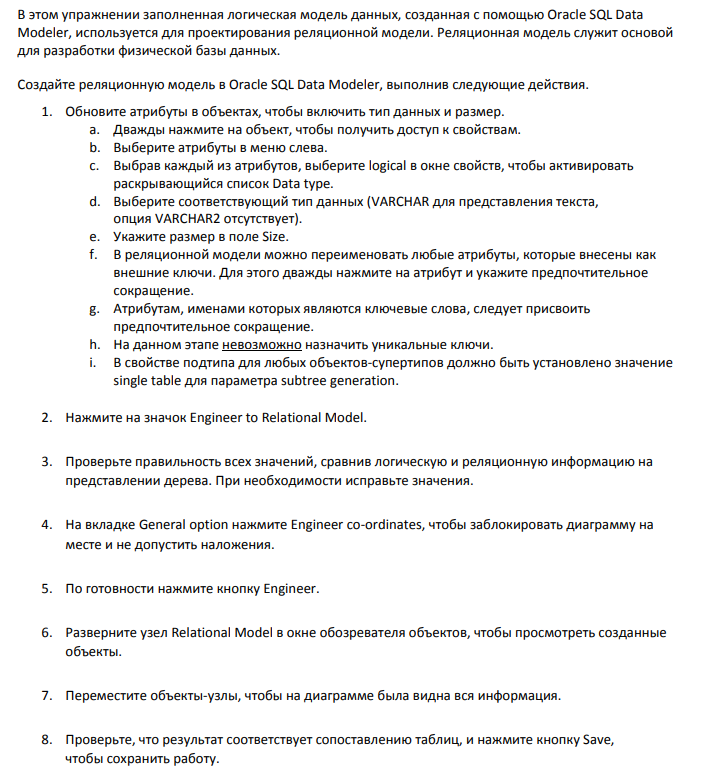 В этом упражнении заполненная логическая модель данных, созданная с помощью Oracle SQL Data
Modeler, используется для проектирования реляционной модели. Реляционная модель служит основой
для разработки физической базы данных.
Создайте реляционную модель в Oracle SQL Data Modeler, выполнив следующие действия.
1. Обновите атрибуты в объектах, чтобы включить тип данных и размер.
a. Дважды нажмите на объект, чтобы получить доступ к свойствам.
b. Выберите атрибуты в меню слева.
c. Выбрав каждый из атрибутов, выберите logical в окне свойств, чтобы активировать
раскрывающийся список Data type.
d. Выберите соответствующий тип данных (VARCHAR для представления текста,
опция VARCHAR2 отсутствует).
e. Укажите размер в поле Size.
f. В реляционной модели можно переименовать любые атрибуты, которые внесены как
внешние ключи. Для этого дважды нажмите на атрибут и укажите предпочтительное
сокращение.
g. Атрибутам, именами которых являются ключевые слова, следует присвоить
предпочтительное сокращение.
h. На данном этапе невозможно назначить уникальные ключи.
i. В свойстве подтипа для любых объектов-супертипов должно быть установлено значение
single table для параметра subtree generation.
2. Нажмите на значок Engineer to Relational Model.
3. Проверьте правильность всех значений, сравнив логическую и реляционную информацию на
представлении дерева. При необходимости исправьте значения.
4. На вкладке General option нажмите Engineer co-ordinates, чтобы заблокировать диаграмму на
месте и не допустить наложения.
5. По готовности нажмите кнопку Engineer.
6. Разверните узел Relational Model в окне обозревателя объектов, чтобы просмотреть созданные
объекты.
7. Переместите объекты-узлы, чтобы на диаграмме была видна вся информация.
8. Проверьте, что результат соответствует сопоставлению таблиц, и нажмите кнопку Save,
чтобы сохранить работу.